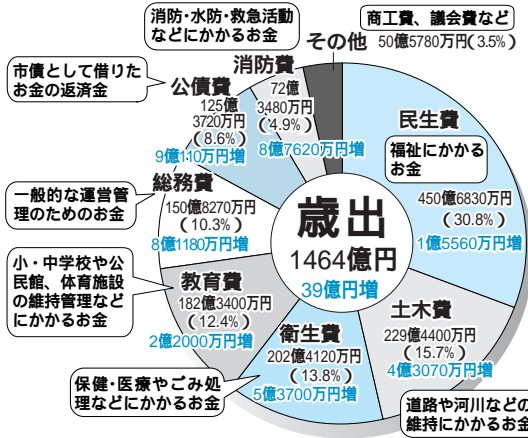 消防・水防・救急活動
などにかかるお金
商工費、議会費など
その他 50億5780万円(3.5%)
市債として借りた
お金の返済金
消防費
72億
3480万円
(4.9%)
8億7620万円増
公債費
125億
3720万円
(8.6%)
9億110万円増
民生費
福祉にかかる
お金
450億6830万円
(30.8%)
1億5560万円増
一般的な運営管
理のためのお金
総務費
150億8270万円
(10.3%)
8億1180万円増
歳出
1464億円
39億円増
小・中学校や公
民館、体育施設
の維持管理など
にかかるお金
教育費
182億3400万円
(12.4%)
2億2000万円増
土木費
229億4400万円
(15.7%)
4億3070万円増
衛生費
202億4120万円
(13.8%)
5億3700万円増
保健・医療やごみ処
理などにかかるお金
道路や河川などの
維持にかかるお金